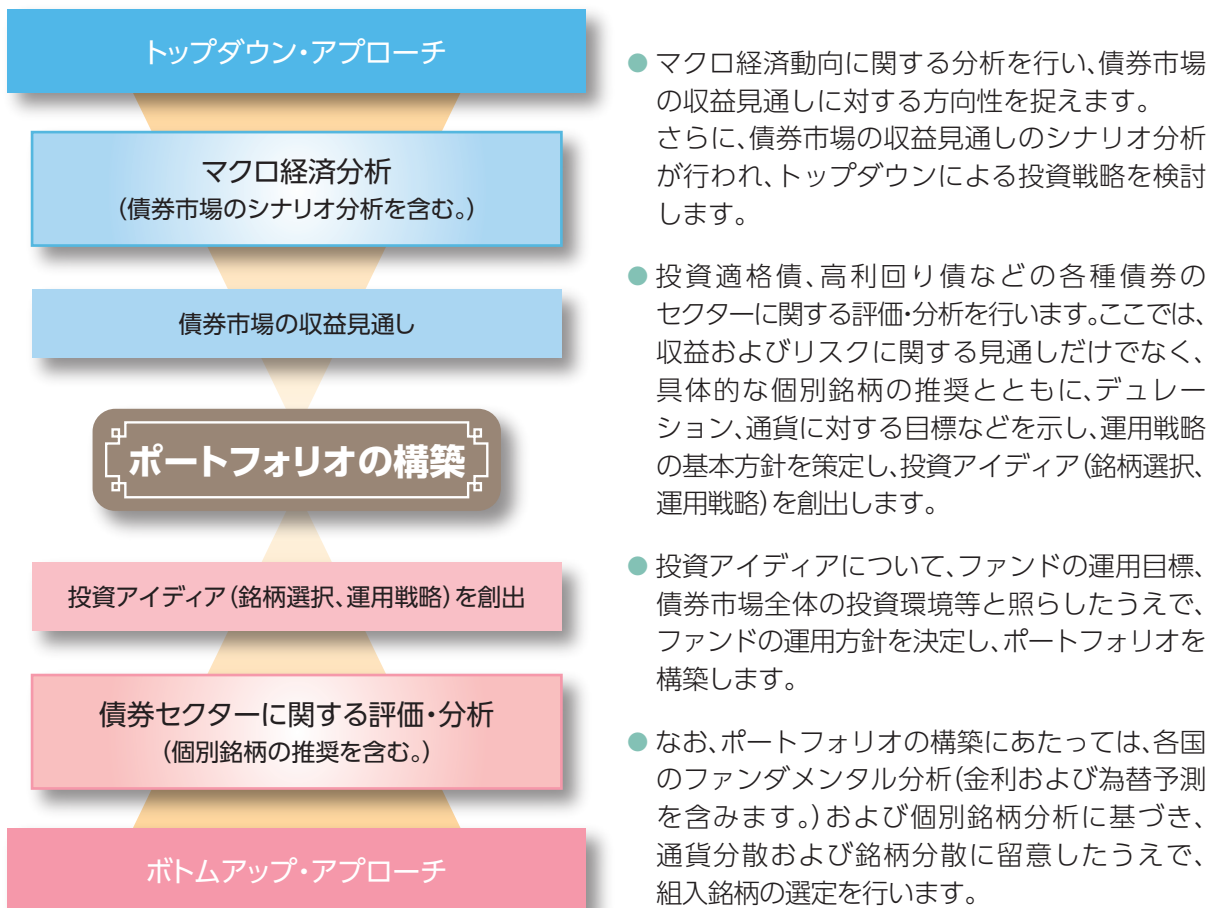 トップダウン・アプローチ
マクロ経済分析
(債券市場のシナリオ分析を含む。)
債券市場の収益見通し
ポートフォリオの構築
投資アイディア(銘柄選択、運用戦略)を創出
債券セクターに関する評価・分析
(個別銘柄の推奨を含む。)
ボトムアップ・アプローチ
● マクロ経済動向に関する分析を行い、債券市場
の収益見通しに対する方向性を捉えます。
さらに、債券市場の収益見通しのシナリオ分析
が行われ、トップダウンによる投資戦略を検討
します。
● 投資適格債、高利回り債などの各種債券の
セクターに関する評価・分析を行います。ここでは、
収益およびリスクに関する見通しだけでなく、
具体的な個別銘柄の推奨とともに、デュレー
ション、通貨に対する目標などを示し、運用戦略
の基本方針を策定し、投資アイディア(銘柄選択、
運用戦略)を創出します。
● 投資アイディアについて、ファンドの運用目標、
債券市場全体の投資環境等と照らしたうえで、
ファンドの運用方針を決定し、ポートフォリオを
構築します。
● なお、ポートフォリオの構築にあたっては、各国
のファンダメンタル分析(金利および為替予測
を含みます。)および個別銘柄分析に基づき、
通貨分散および銘柄分散に留意したうえで、
組入銘柄の選定を行います。